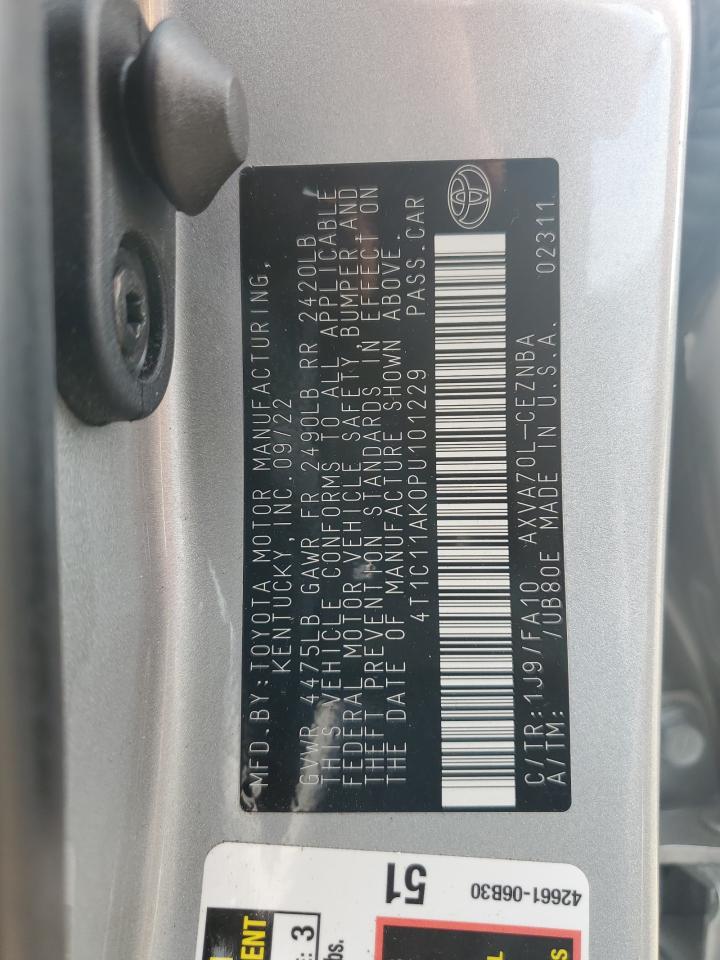 MFD.BY:TOYOTA MOTOR MANUFACTURING,
KENTUCKY,INC.09/22
GVWR 4475LB GAWR FR 2490LB RR 2420LB
THIS VEHICLE CONFORMS TO ALL APPLICABLE
FEDERAL MOTOR VEHICLE SAFETY,BUMPER AND
THEFT PREVENTION STANDARDS IN EFFECT ON
THE DATE OF MANUFACTURE SHOWN ABOVE.
4T1C11AK0PU101229 PASS.CAR
C/TR:1J9/FA10 AXVA70L-CEZNBA
A/TM: /UB80E MADE IN U.S.A. 02311
51
42661-06B30
3